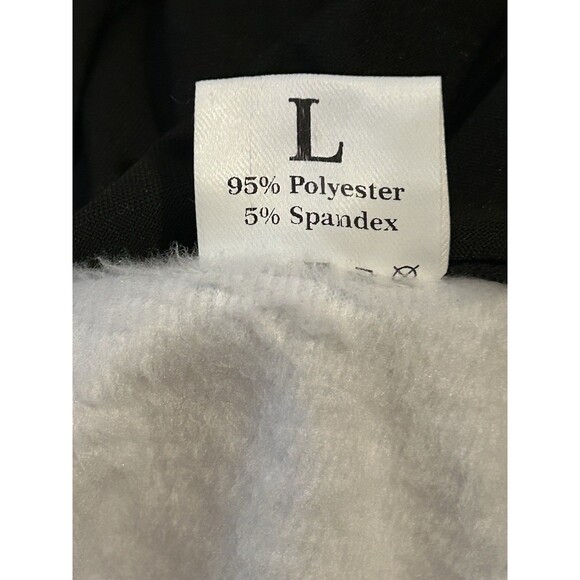 L
95% Polyester
5% Spandex